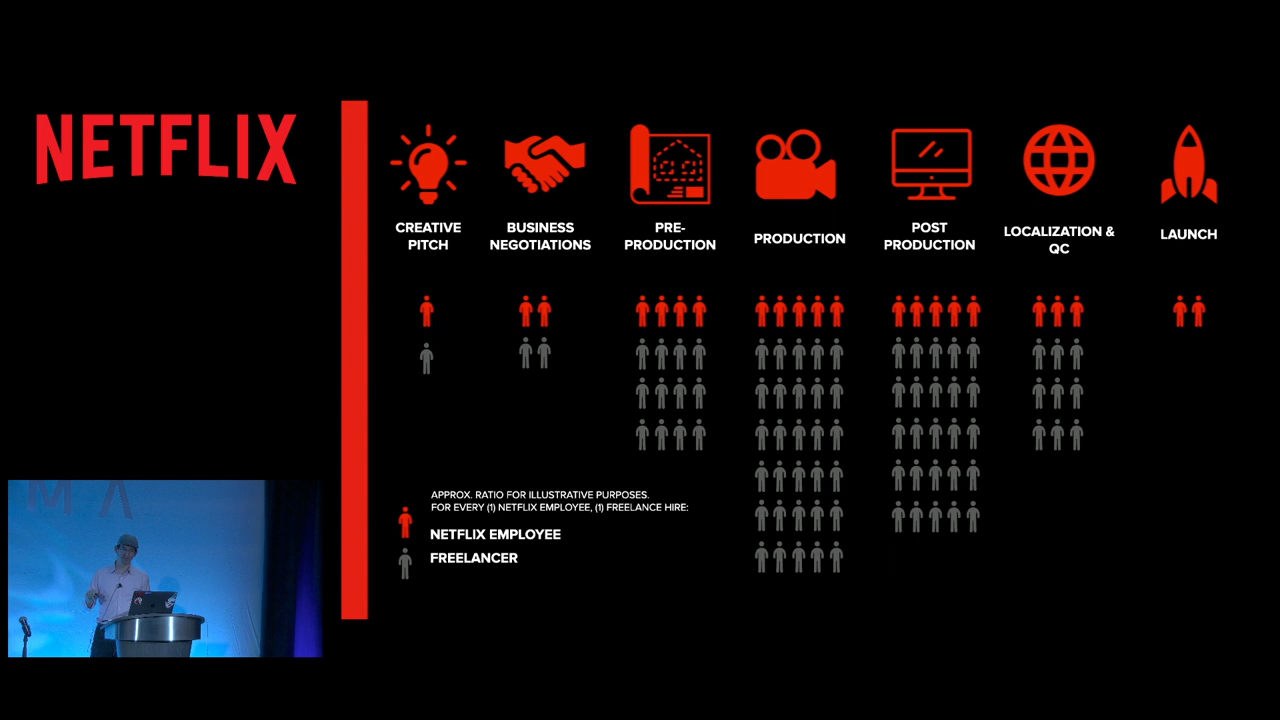 NETFLIX
CREATIVE
PITCH
BUSINESS
NEGOTIATIONS
PRE-
PRODUCTION
PRODUCTION
POST
PRODUCTION
LOCALIZATION &
QC
LAUNCH
APPROX. RATIO FOR ILLUSTRATIVE PURPOSES.
FOR EVERY (1) NETFLIX EMPLOYEE, (1) FREELANCE HIRE:
NETFLIX EMPLOYEE
FREELANCER